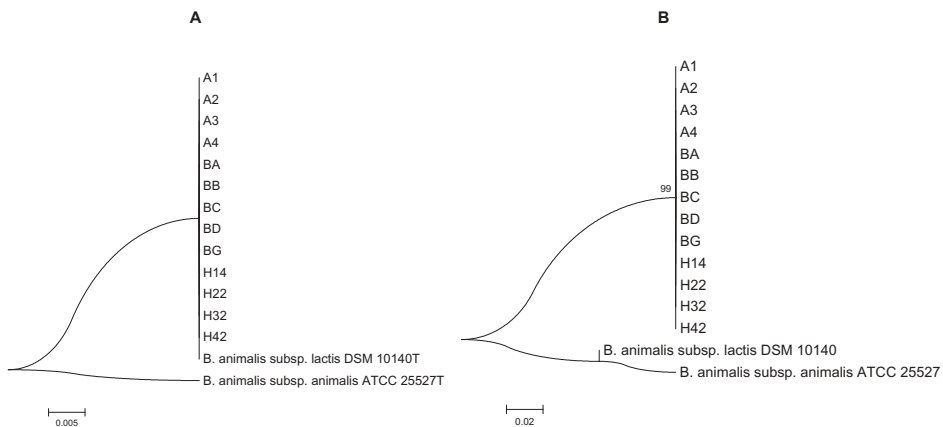 A
A1
A2
A3
A4
BA
BB
BC
BD
BG
H14
H22
H32
H42
B. animalis subsp. lactis DSM 10140T
B. animalis subsp. animalis ATCC 25527T
0.005
B
A1
A2
A3
A4
BA
BB
99
BC
BD
BG
H14
H22
H32
H42
B. animalis subsp. lactis DSM 10140
B. animalis subsp. animalis ATCC 25527
0.02